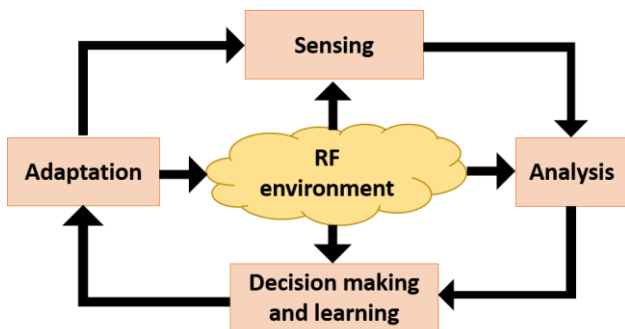 Sensing
Adaptation
RF
environment
Analysis
Decision making
and learning